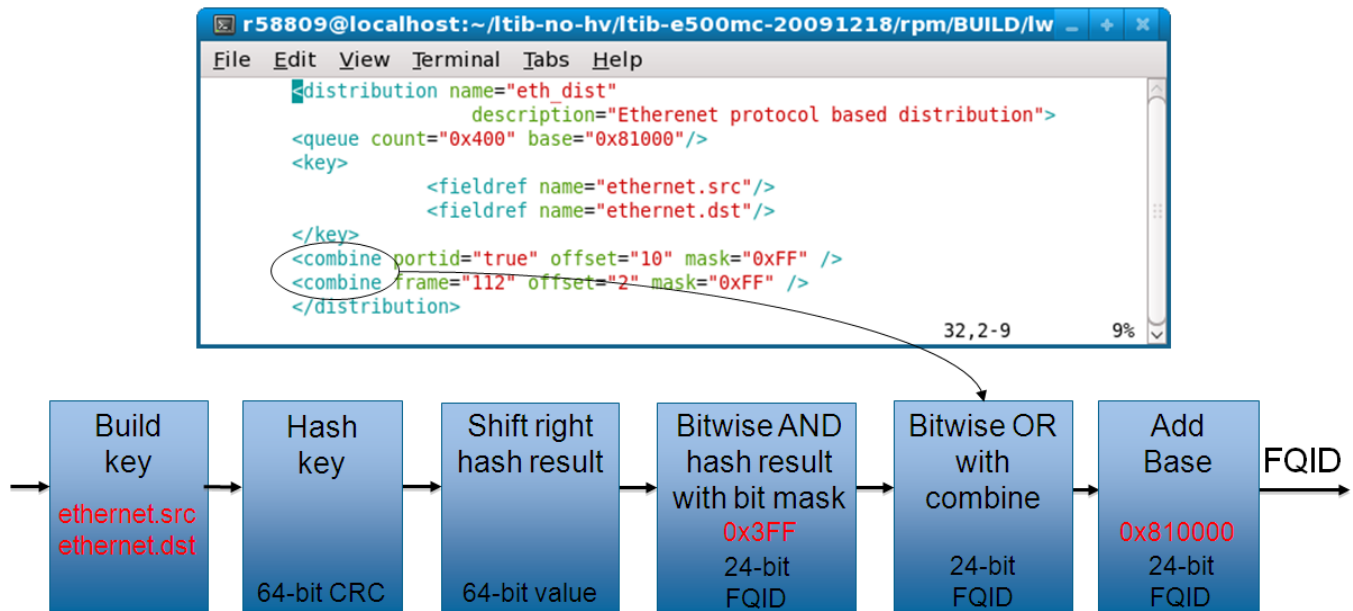 r58809@localhost:~/ltib-no-hv/ltib-e500mc-20091218/rpm/BUILD/lw
File Edit View Terminal Tabs Help
<distribution name="eth_dist"
description="Etherenet protocol based distribution">
<queue count="0x400" base="0x81000"/>
<key>
<fieldref name="ethernet.src"/>
<fieldref name="ethernet.dst"/>
</key>
<combine portid="true" offset="10" mask="0xFF" />
<combine frame="112" offset="2" mask="0xFF" />
</distribution>
32,2-9 9%
Build
key
ethernet.src
ethernet.dst
Hash
key
64-bit CRC
Shift right
hash result
64-bit value
Bitwise AND
hash result
with bit mask
0x3FF
24-bit
FQID
Bitwise OR
with
combine
24-bit
FQID
Add
Base
0x810000
24-bit
FQID
FQID